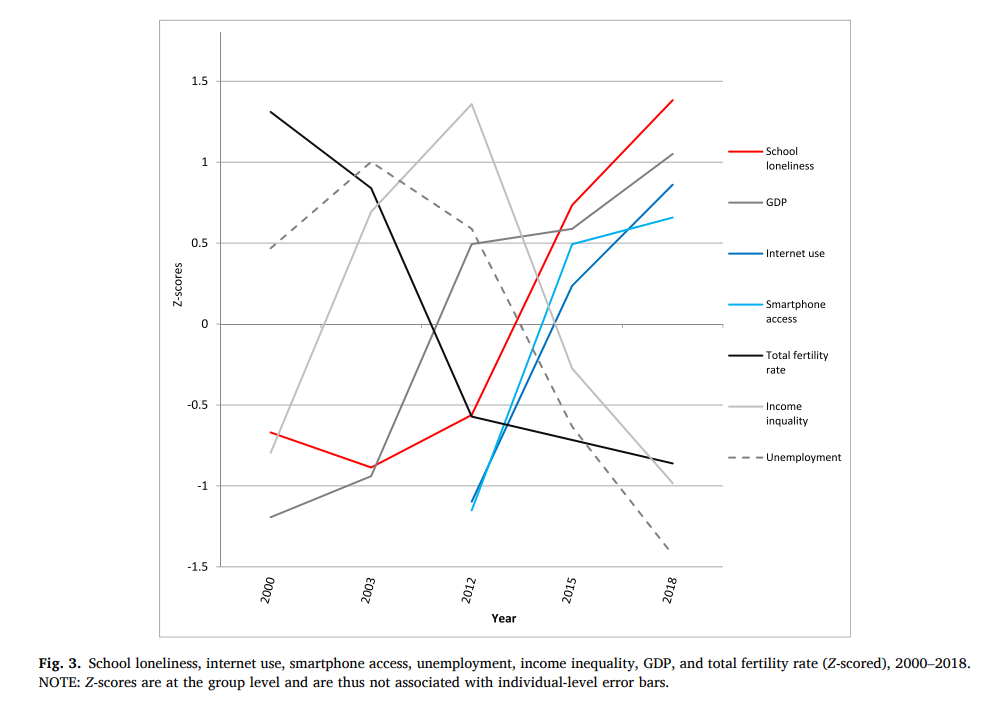 1.5
1
0.5
0
-0.5
-1
-1.5
Z-scores
2000
2003
2012
2015
2018
Year
School
loneliness
GDP
Internet use
Smartphone
access
Total fertility
rate
Income
inquality
Unemployment
Fig. 3. School loneliness, internet use, smartphone access, unemployment, income inequality, GDP, and total fertility rate (Z-scored), 2000–2018.
NOTE: Z-scores are at the group level and are thus not associated with individual-level error bars.